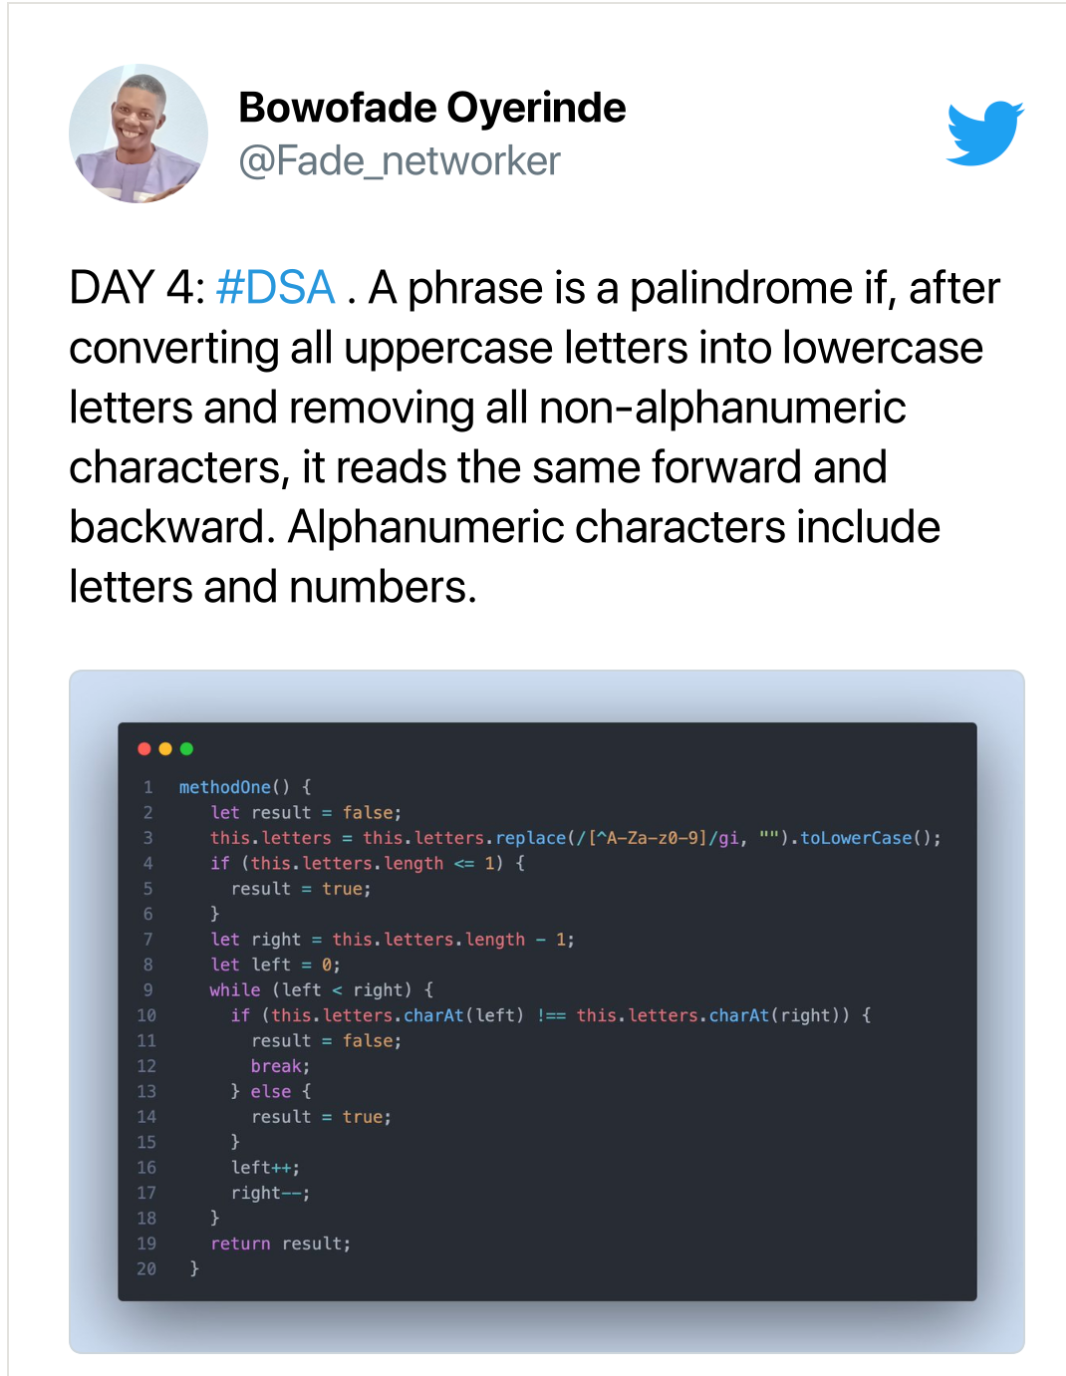 Bowofade Oyerinde
@Fade_networker
DAY 4: #DSA . A phrase is a palindrome if, after
converting all uppercase letters into lowercase
letters and removing all non-alphanumeric
characters, it reads the same forward and
backward. Alphanumeric characters include
letters and numbers.
1 methodOne() {
2 let result = false;
3 this.letters = this.letters.replace(/[^A-Za-z0-9]/gi, "").toLowerCase();
4 if (this.letters.length <= 1) {
5 result = true;
6 }
7 let right = this.letters.length - 1;
8 let left = 0;
9 while (left < right) {
10 if (this.letters.charAt(left) !== this.letters.charAt(right)) {
11 result = false;
12 break;
13 } else {
14 result = true;
15 }
16 left++;
17 right--;
18 }
19 return result;
20 }